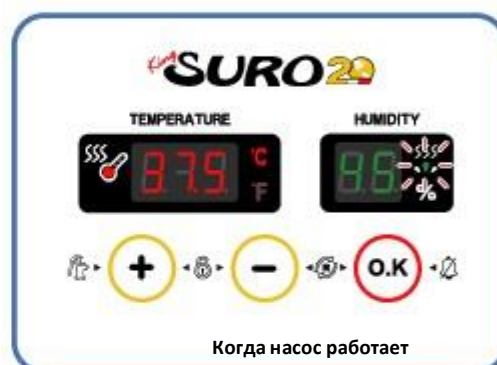 King SURO20
TEMPERATURE HUMIDITY
37.5 °C 45 %
°F
+ - O.K
Когда насос работает